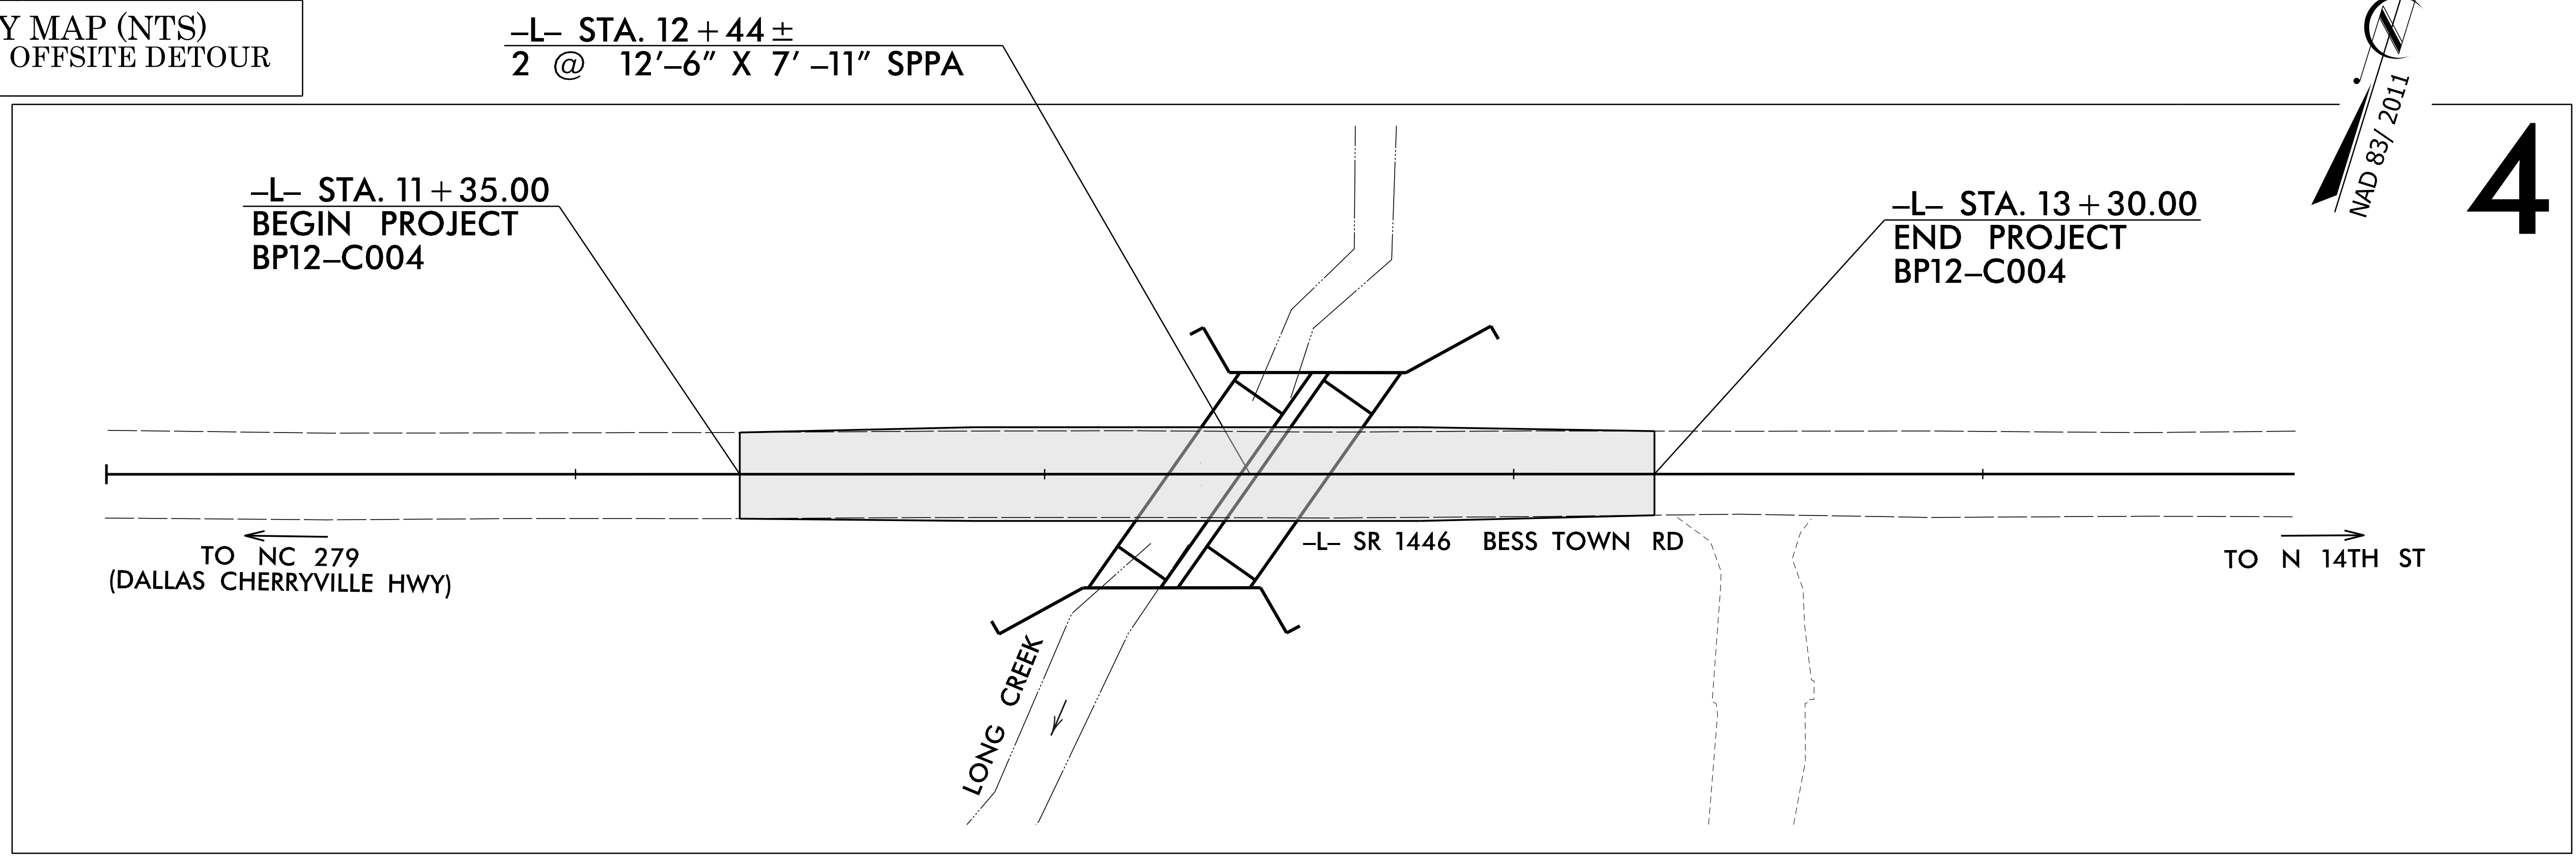 Y MAP (NTS)
OFFSITE DETOUR
–L– STA. 12+44 ±
2 @ 12'–6" X 7' –11" SPPA
N
NAD 83/ 2011
4
–L– STA. 11+35.00
BEGIN PROJECT
BP12–C004
–L– STA. 13+30.00
END PROJECT
BP12–C004
TO NC 279
(DALLAS CHERRYVILLE HWY)
–L– SR 1446 BESS TOWN RD
TO N 14TH ST
LONG CREEK